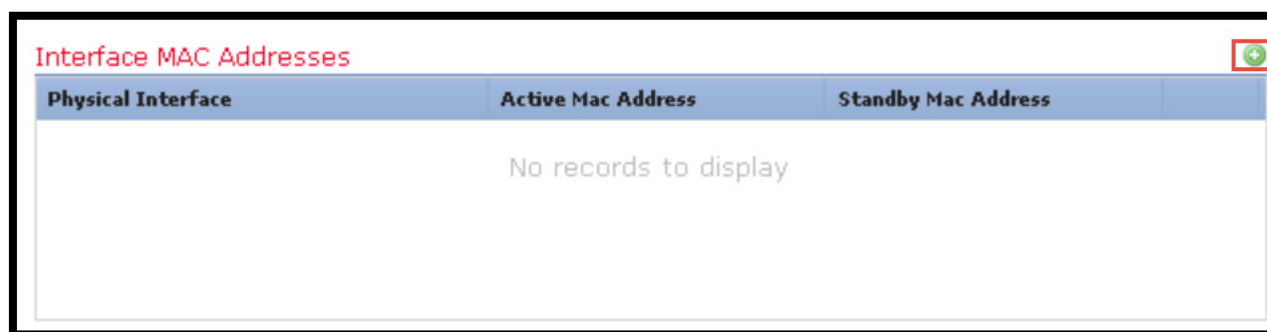 Interface MAC Addresses
Physical Interface Active Mac Address Standby Mac Address
No records to display